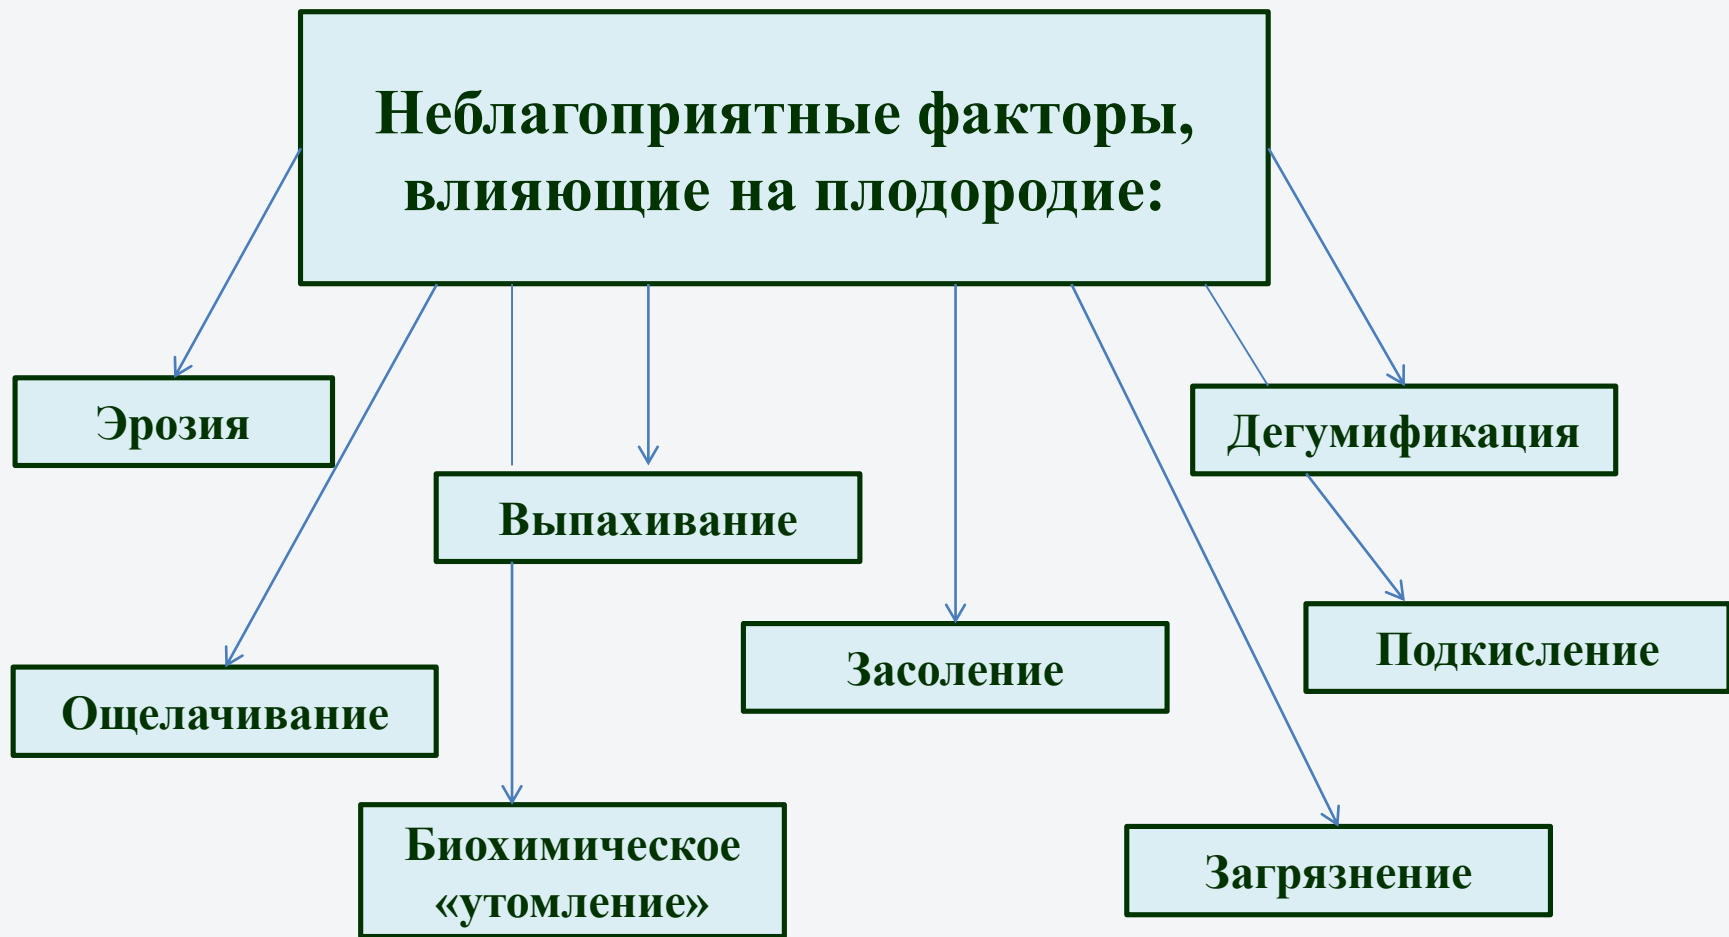 Неблагоприятные факторы,
влияющие на плодородие:
Эрозия
Дегумификация
Выпахивание
Засоление
Подкисление
Ощелачивание
Биохимическое
«утомление»
Загрязнение